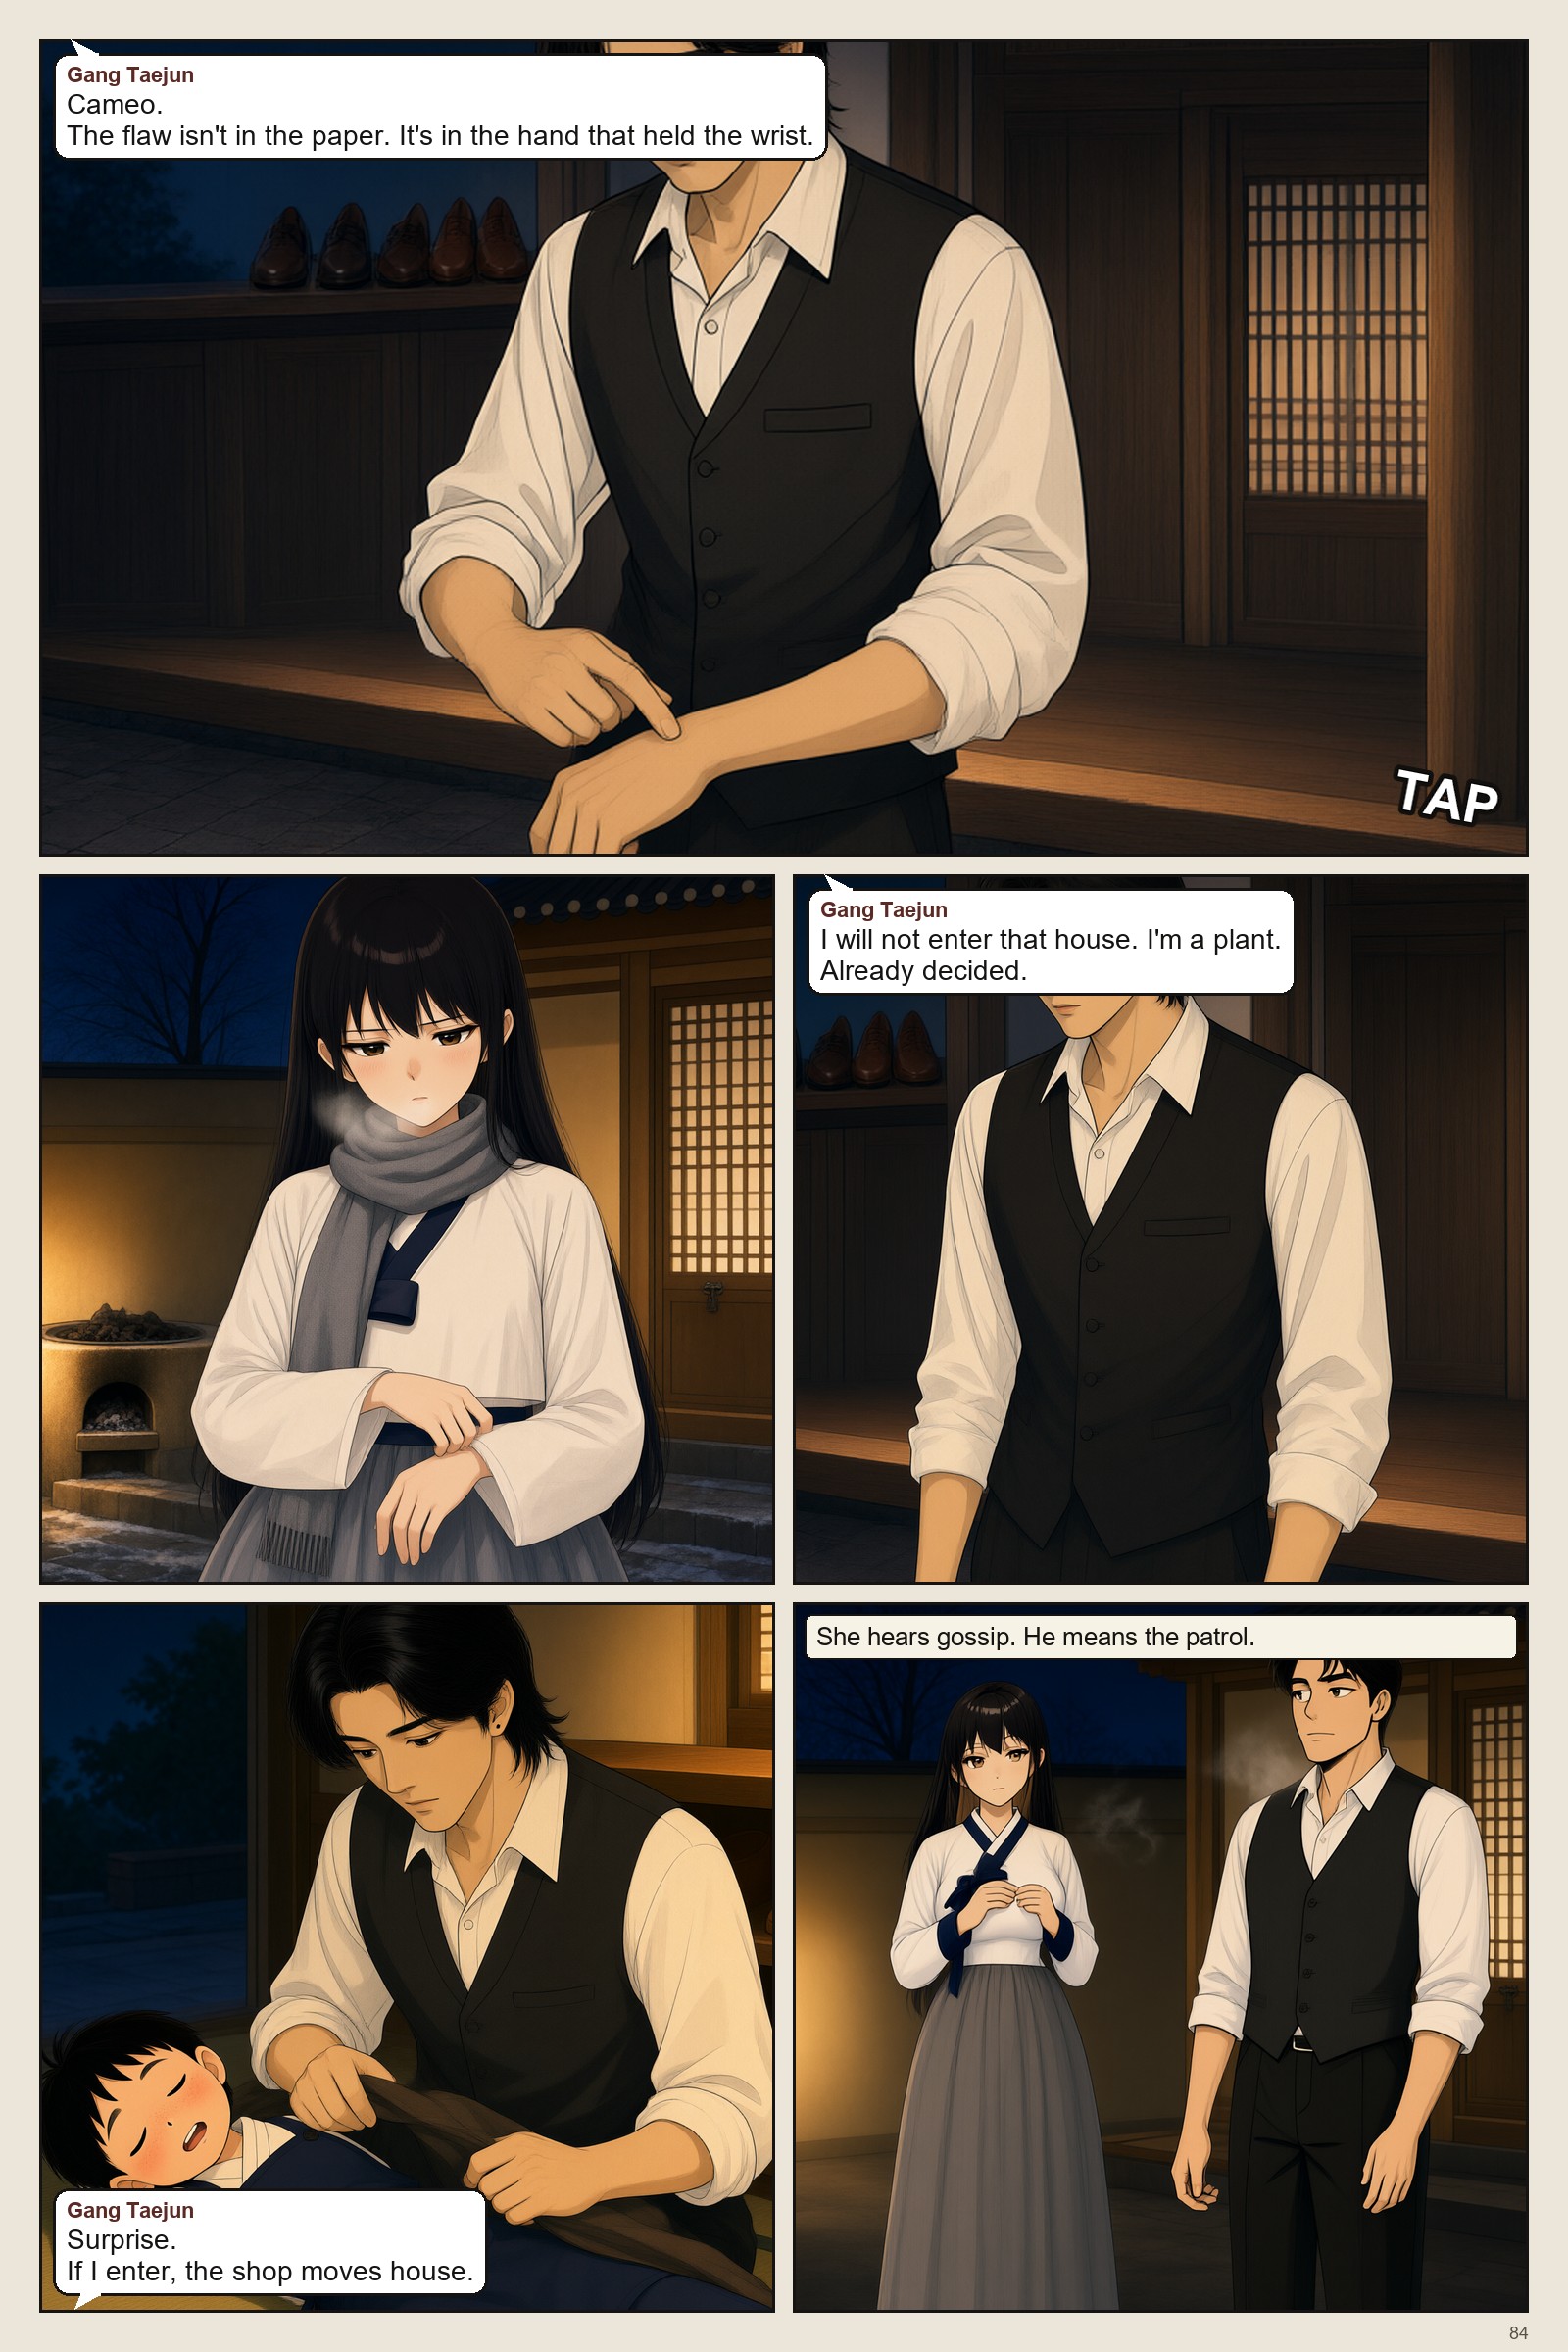 Gang Taejun
Cameo.
The flaw isn't in the paper. It's in the hand that held the wrist.
TAP
Gang Taejun
I will not enter that house. I'm a plant.
Already decided.
Gang Taejun
Surprise.
If I enter, the shop moves house.
She hears gossip. He means the patrol.
84